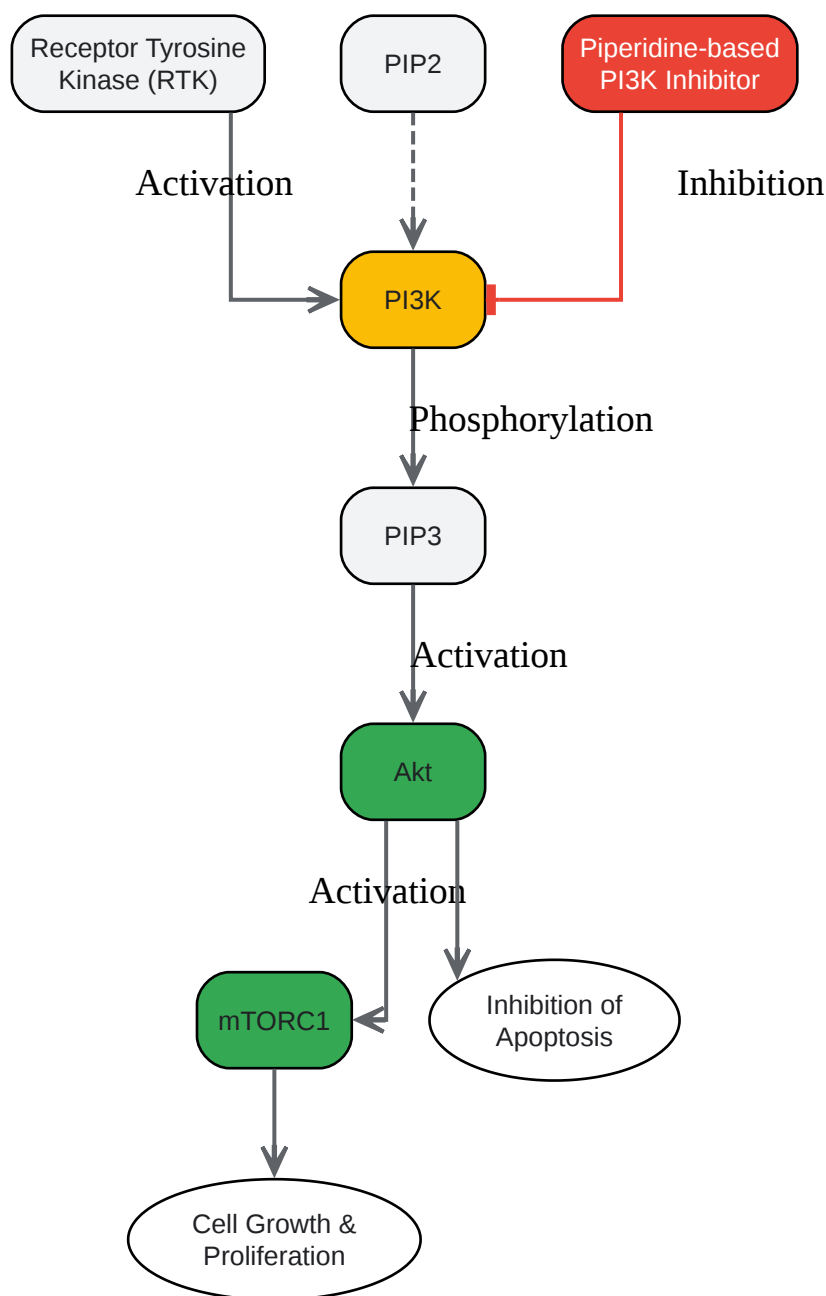 Receptor Tyrosine
Kinase (RTK)
PIP2
Piperidine-based
PI3K Inhibitor
Activation
Inhibition
PI3K
Phosphorylation
PIP3
Activation
Akt
Activation
mTORC1
Inhibition of
Apoptosis
Cell Growth &
Proliferation